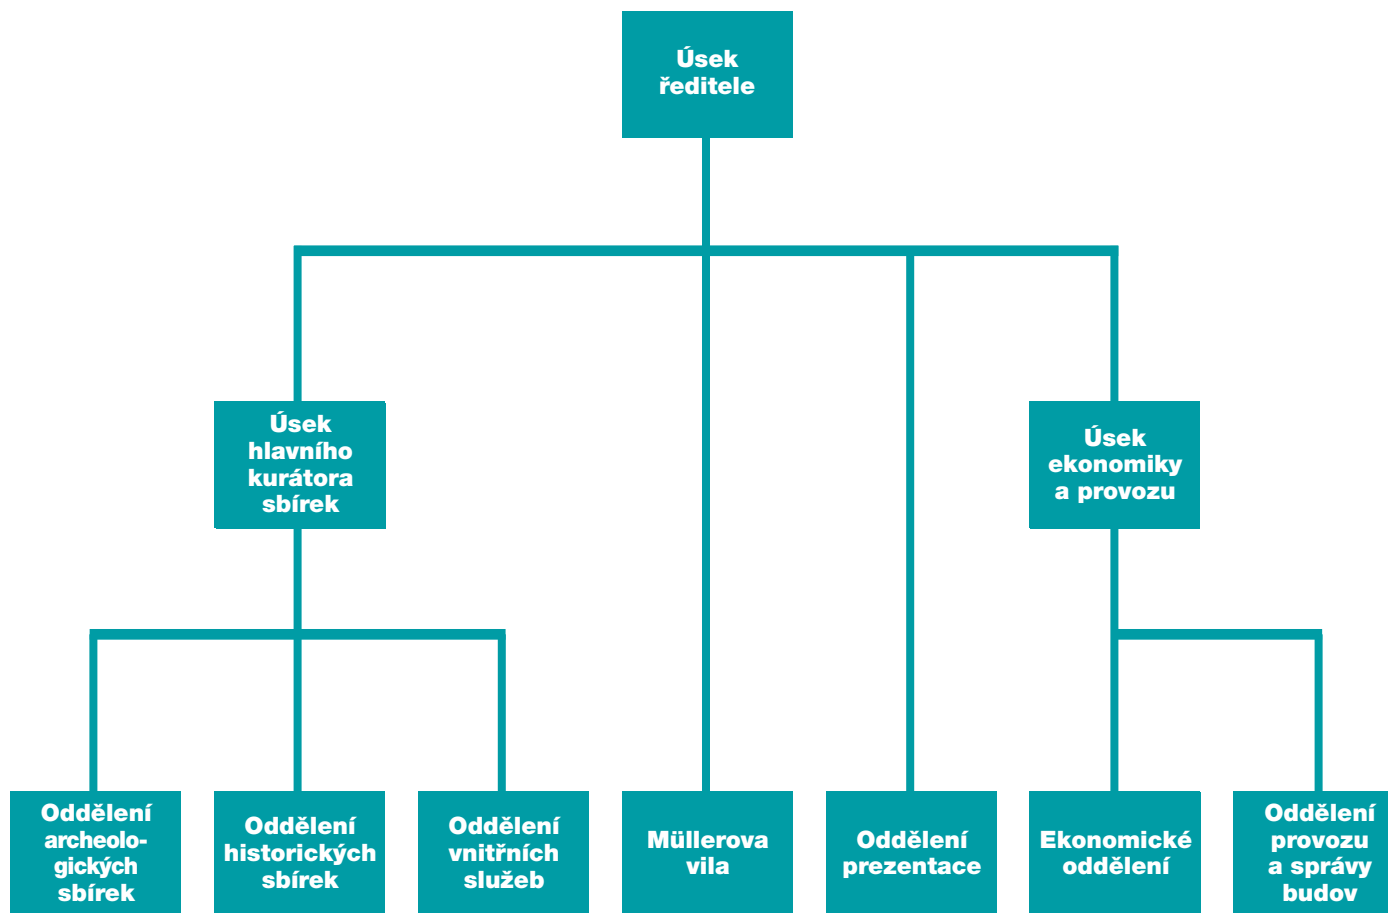 Úsek
ředitele
Úsek
hlavního
kurátora
sbírek
Úsek
ekonomiky
a provozu
Oddělení
archeolo-
gických
sbírek
Oddělení
historických
sbírek
Oddělení
vnitřních
služeb
Müllerova
vila
Oddělení
prezentace
Ekonomické
oddělení
Oddělení
provozu
a správy
budov